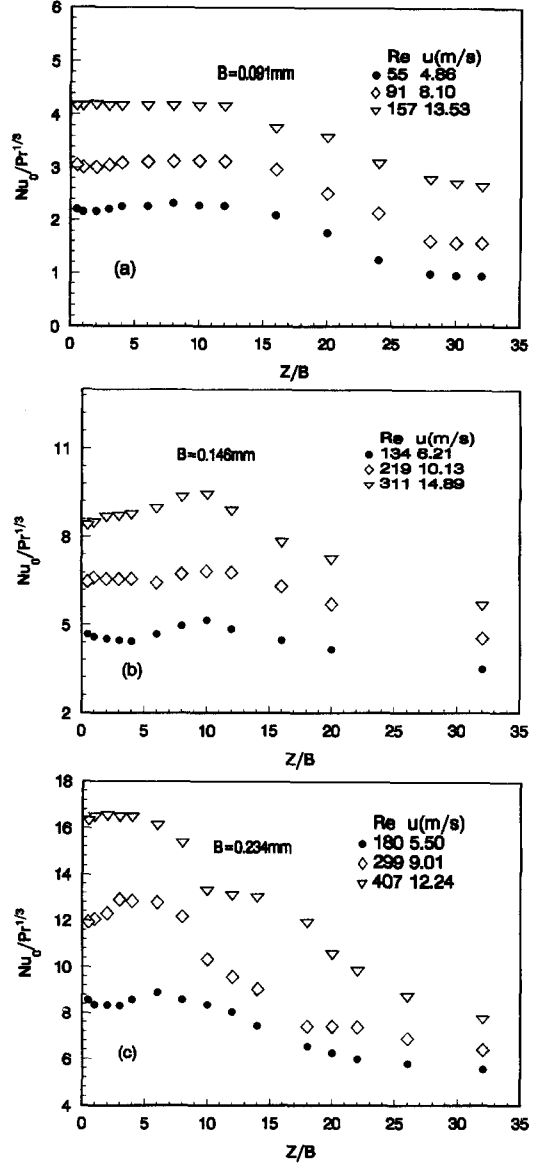 6
5
4
3
2
1
0
Nu0/Pr1/3
B=0.091mm
Re u(m/s)
● 55 4.86
◇ 91 8.10
▽ 157 13.53
(a)
0 5 10 15 20 25 30 35
Z/B
11
8
5
2
Nu0/Pr1/3
B=0.146mm
Re u(m/s)
● 134 6.21
◇ 219 10.13
▽ 311 14.89
(b)
0 5 10 15 20 25 30 35
Z/B
18
16
14
12
10
8
6
4
Nu0/Pr1/3
B=0.234mm
Re u(m/s)
● 180 5.50
◇ 299 9.01
▽ 407 12.24
(c)
0 5 10 15 20 25 30 35
Z/B